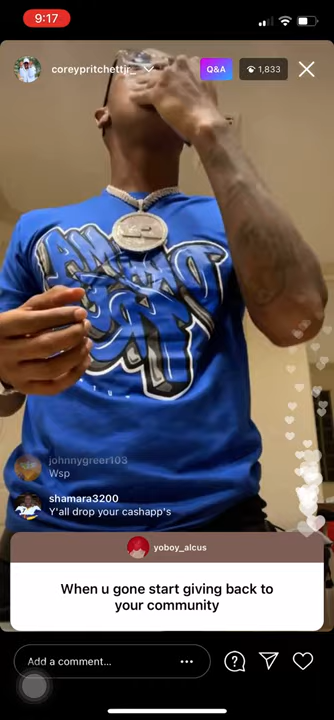 9:17
coreypritchettjr_
Q&A
1,833
johnnygreer103
Wsp
shamara3200
Y'all drop your cashapp's
yoboy_alcus
When u gone start giving back to
your community
Add a comment...